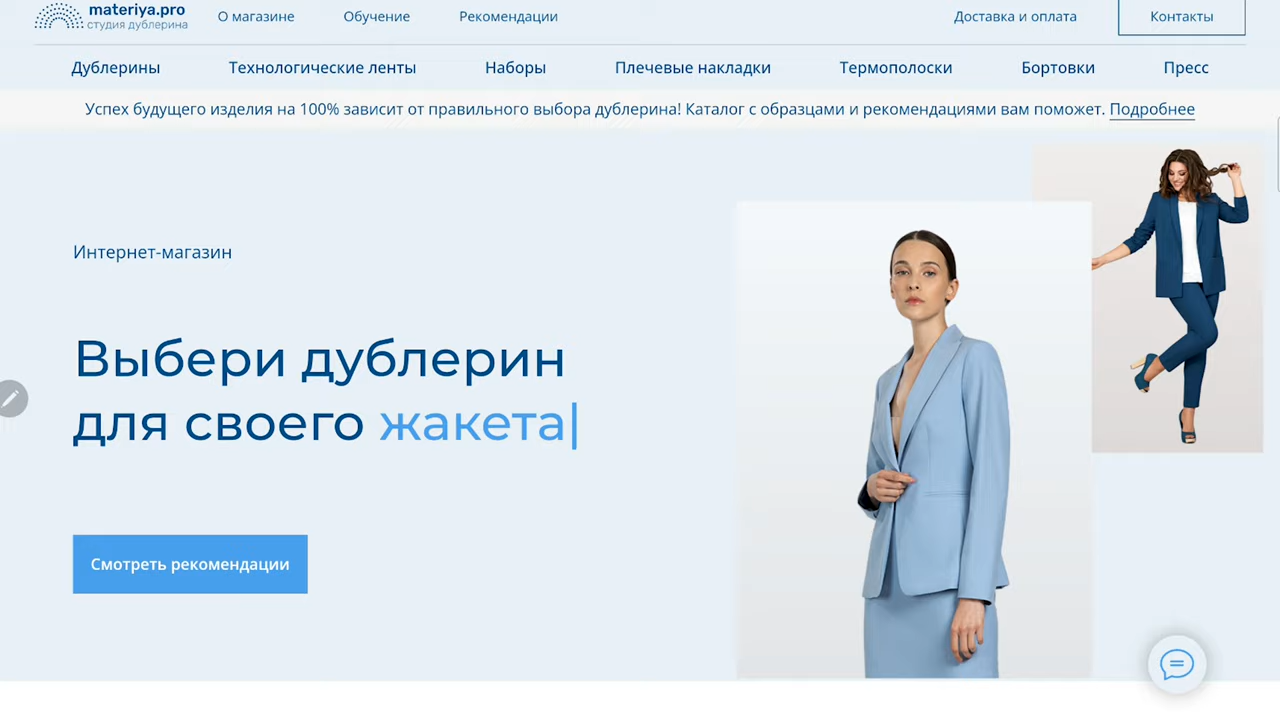 materiya.pro
студия дублерина
О магазине
Обучение
Рекомендации
Доставка и оплата
Контакты
Дублерины
Технологические ленты
Наборы
Плечевые накладки
Термополоски
Бортовки
Пресс
Успех будущего изделия на 100% зависит от правильного выбора дублерина! Каталог с образцами и рекомендациями вам поможет. Подробнее
Интернет-магазин
Выбери дублерин
для своего жакета|
Смотреть рекомендации